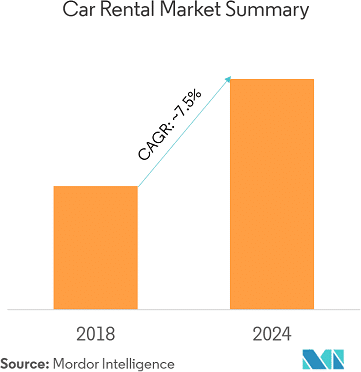 Car Rental Market Summary
CAGR: ~7.5%
2018 2024
Source: Mordor Intelligence